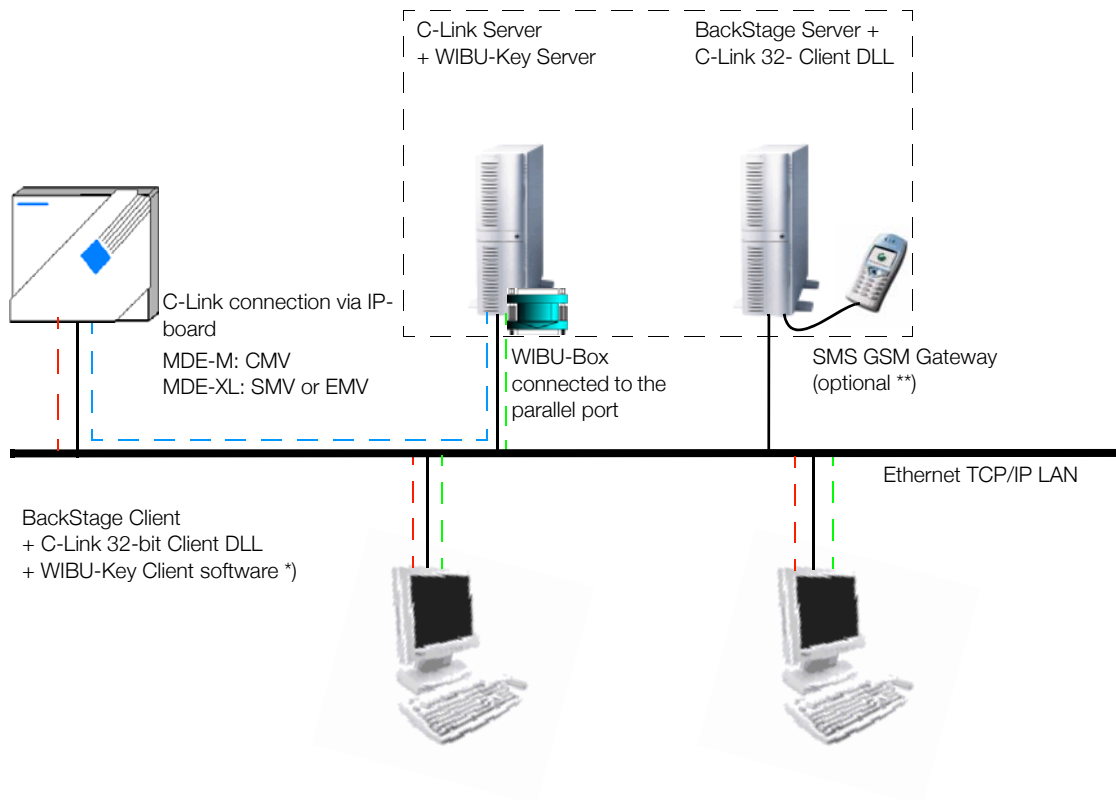 C-Link Server
+ WIBU-Key Server
BackStage Server +
C-Link 32- Client DLL
C-Link connection via IP-
board
MDE-M: CMV
MDE-XL: SMV or EMV
WIBU-Box
connected to the
parallel port
SMS GSM Gateway
(optional **)
Ethernet TCP/IP LAN
BackStage Client
+ C-Link 32-bit Client DLL
+ WIBU-Key Client software *)